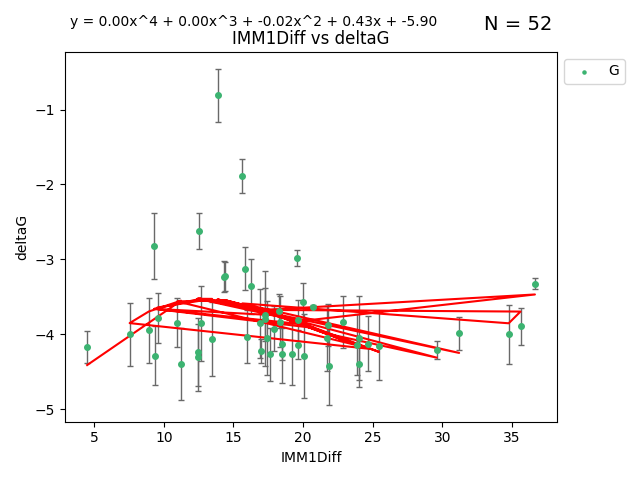 y = 0.00x^4 + 0.00x^3 + -0.02x^2 + 0.43x + -5.90
N = 52
IMM1Diff vs deltaG
G
deltaG
−1
−2
−3
−4
−5
5 10 15 20 25 30 35
IMM1Diff